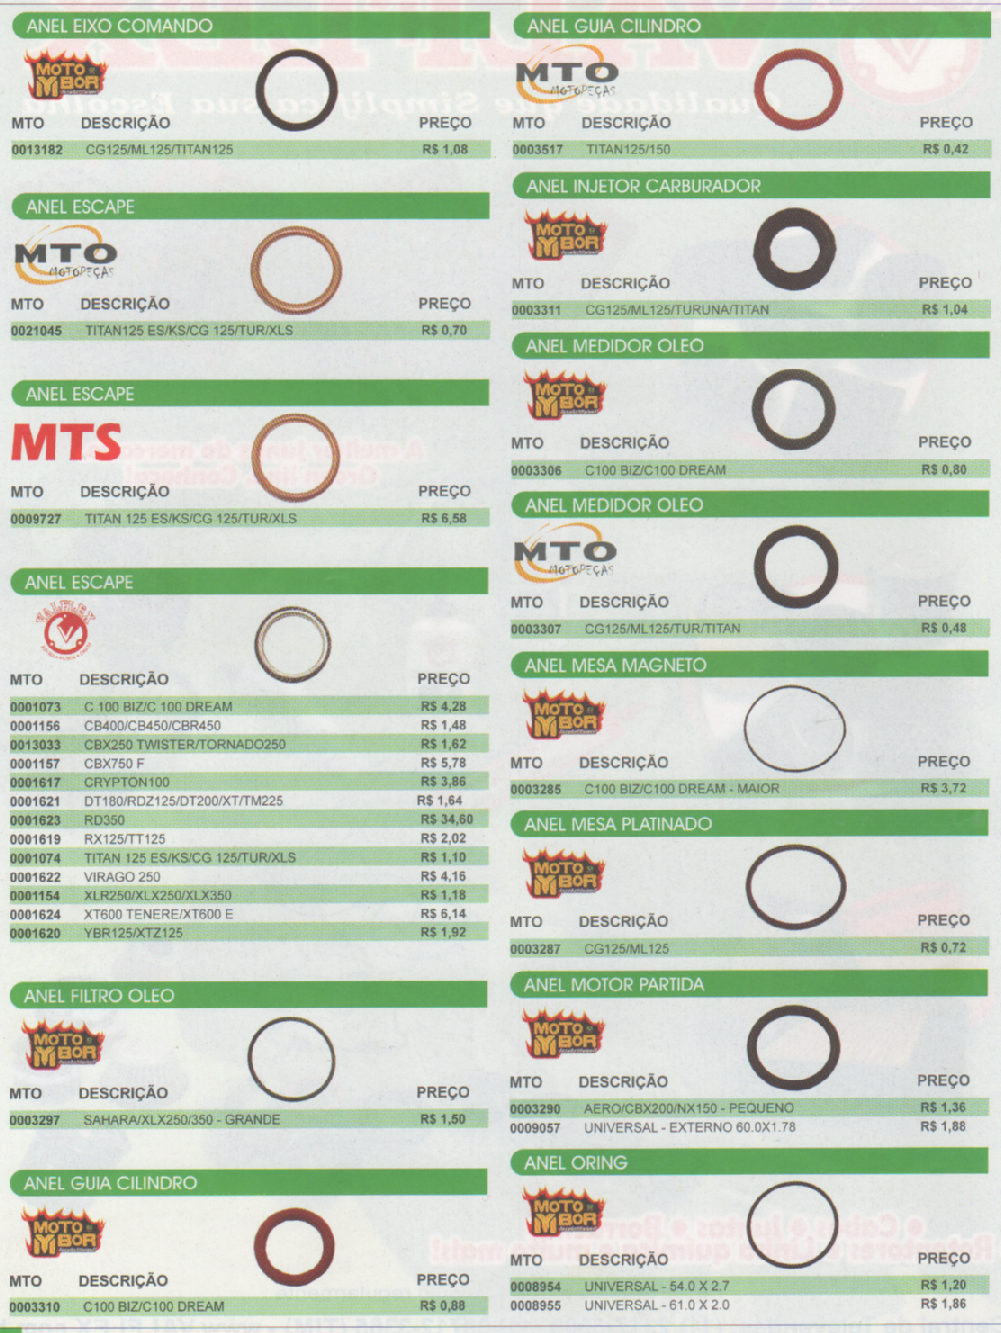 ANEL EIXO COMANDO
MOTO
BOR
MTO DESCRIÇÃO PREÇO
0013182 CG125/ML125/TITAN125 R$ 1,08
ANEL ESCAPE
MTO
MOTOPEÇAS
MTO DESCRIÇÃO PREÇO
0021045 TITAN125 ES/KS/CG 125/TUR/XLS R$ 0,70
ANEL ESCAPE
MTS
MTO DESCRIÇÃO PREÇO
0009727 TITAN 125 ES/KS/CG 125/TUR/XLS R$ 6,58
ANEL ESCAPE
VALFLEX
MTO DESCRIÇÃO PREÇO
0001073 C 100 BIZ/C 100 DREAM R$ 4,28
0001156 CB400/CB450/CBR450 R$ 1,48
0013033 CBX250 TWISTER/TORNADO250 R$ 1,62
0001157 CBX750 F R$ 5,78
0001617 CRYPTON100 R$ 3,86
0001621 DT180/RDZ125/DT200/XT/TM225 R$ 1,64
0001623 RD350 R$ 34,60
0001619 RX125/TT125 R$ 2,02
0001074 TITAN 125 ES/KS/CG 125/TUR/XLS R$ 1,10
0001622 VIRAGO 250 R$ 4,16
0001154 XLR250/XLX250/XLX350 R$ 1,18
0001624 XT600 TENERE/XT600 E R$ 6,14
0001620 YBR125/XTZ125 R$ 1,92
ANEL FILTRO OLEO
MOTO
BOR
MTO DESCRIÇÃO PREÇO
0003297 SAHARA/XLX250/350 - GRANDE R$ 1,50
ANEL GUIA CILINDRO
MOTO
BOR
MTO DESCRIÇÃO PREÇO
0003310 C100 BIZ/C100 DREAM R$ 0,88
ANEL GUIA CILINDRO
MTO
MOTOPEÇAS
MTO DESCRIÇÃO PREÇO
0003517 TITAN125/150 R$ 0,42
ANEL INJETOR CARBURADOR
MOTO
BOR
MTO DESCRIÇÃO PREÇO
0003311 CG125/ML125/TURUNA/TITAN R$ 1,04
ANEL MEDIDOR OLEO
MOTO
BOR
MTO DESCRIÇÃO PREÇO
0003306 C100 BIZ/C100 DREAM R$ 0,80
ANEL MEDIDOR OLEO
MTO
MOTOPEÇAS
MTO DESCRIÇÃO PREÇO
0003307 CG125/ML125/TUR/TITAN R$ 0,48
ANEL MESA MAGNETO
MOTO
BOR
MTO DESCRIÇÃO PREÇO
0003285 C100 BIZ/C100 DREAM - MAIOR R$ 3,72
ANEL MESA PLATINADO
MOTO
BOR
MTO DESCRIÇÃO PREÇO
0003287 CG125/ML125 R$ 0,72
ANEL MOTOR PARTIDA
MOTO
BOR
MTO DESCRIÇÃO PREÇO
0003290 AERO/CBX200/NX150 - PEQUENO R$ 1,36
0009057 UNIVERSAL - EXTERNO 60.0X1.78 R$ 1,88
ANEL ORING
MOTO
BOR
MTO DESCRIÇÃO PREÇO
0008954 UNIVERSAL - 54.0 X 2.7 R$ 1,20
0008955 UNIVERSAL - 61.0 X 2.0 R$ 1,86